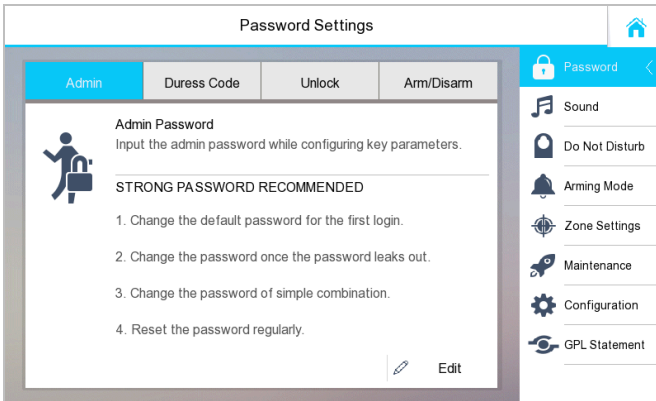 Password Settings
Admin
Duress Code
Unlock
Arm/Disarm
Admin Password
Input the admin password while configuring key parameters.
STRONG PASSWORD RECOMMENDED
1. Change the default password for the first login.
2. Change the password once the password leaks out.
3. Change the password of simple combination.
4. Reset the password regularly.
Edit
Password
Sound
Do Not Disturb
Arming Mode
Zone Settings
Maintenance
Configuration
GPL Statement